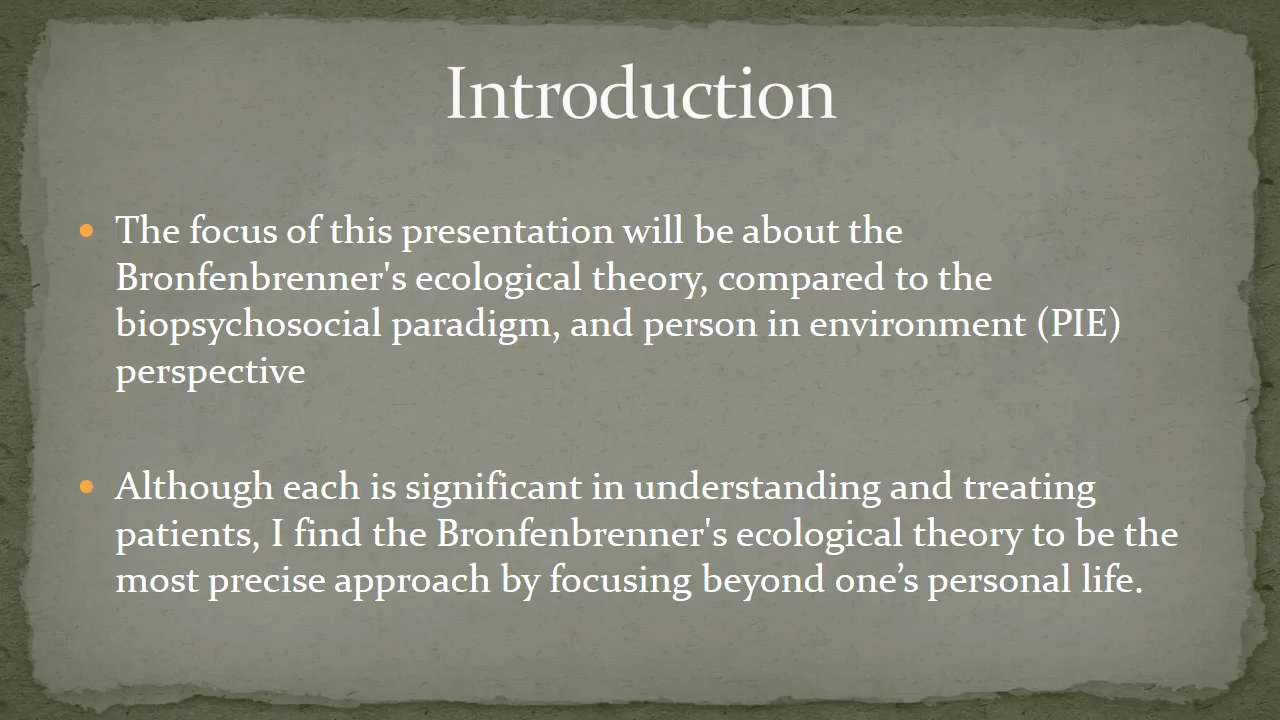 Introduction
• The focus of this presentation will be about the
Bronfenbrenner's ecological theory, compared to the
biopsychosocial paradigm, and person in environment (PIE)
perspective
• Although each is significant in understanding and treating
patients, I find the Bronfenbrenner's ecological theory to be the
most precise approach by focusing beyond one’s personal life.